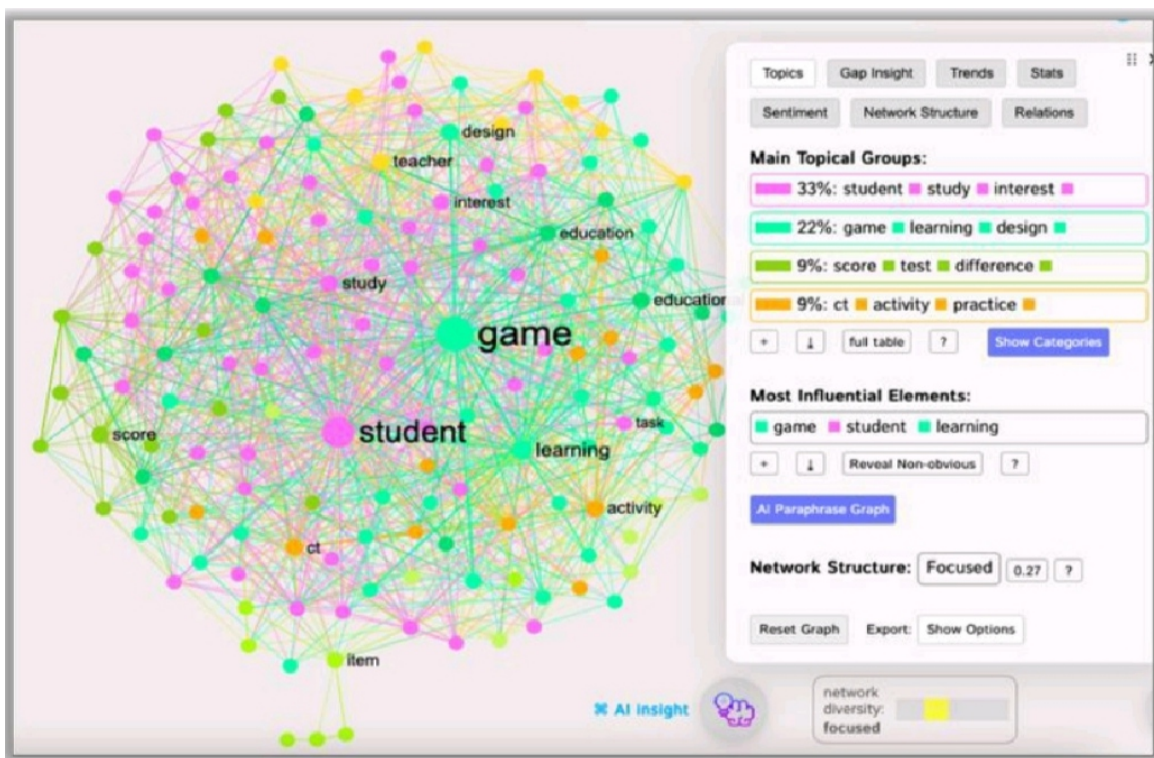 design
teacher
interest
education
study
educational
game
student
task
score
learning
activity
ct
item
Topics Gap Insight Trends Stats
Sentiment Network Structure Relations
Main Topical Groups:
33%: student study interest
22%: game learning design
9%: score test difference
9%: ct activity practice
+ full table ? Show Categories
Most Influential Elements:
game student learning
+ Reveal Non-obvious ?
AI Paraphrase Graph
Network Structure: Focused 0.27 ?
Reset Graph Export: Show Options
⌘ AI insight
network
diversity:
focused